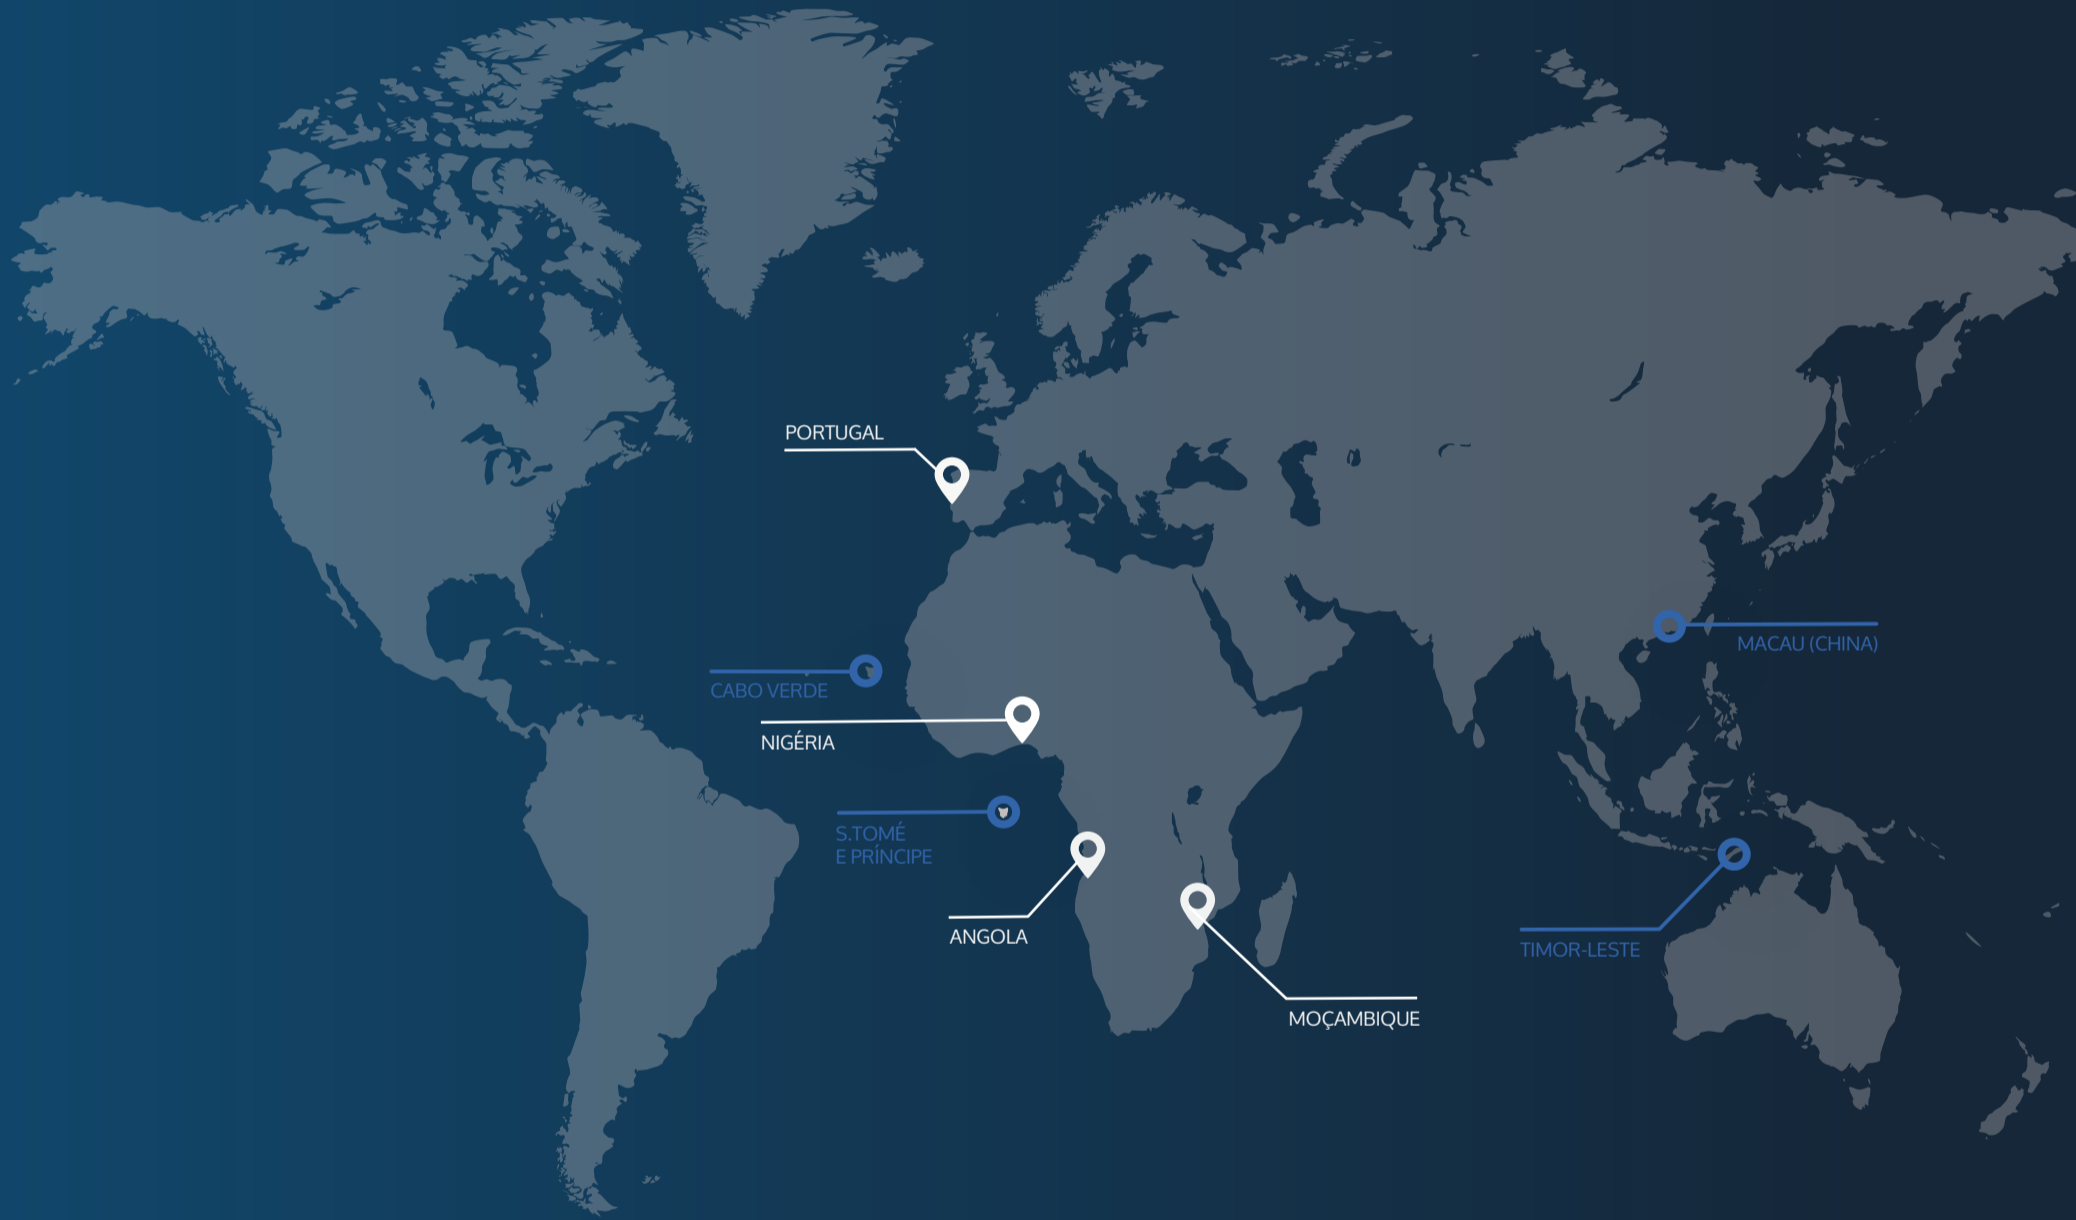 PORTUGAL
MACAU (CHINA)
CABO VERDE
NIGÉRIA
S.TOMÉ
E PRÍNCIPE
ANGOLA
TIMOR-LESTE
MOÇAMBIQUE